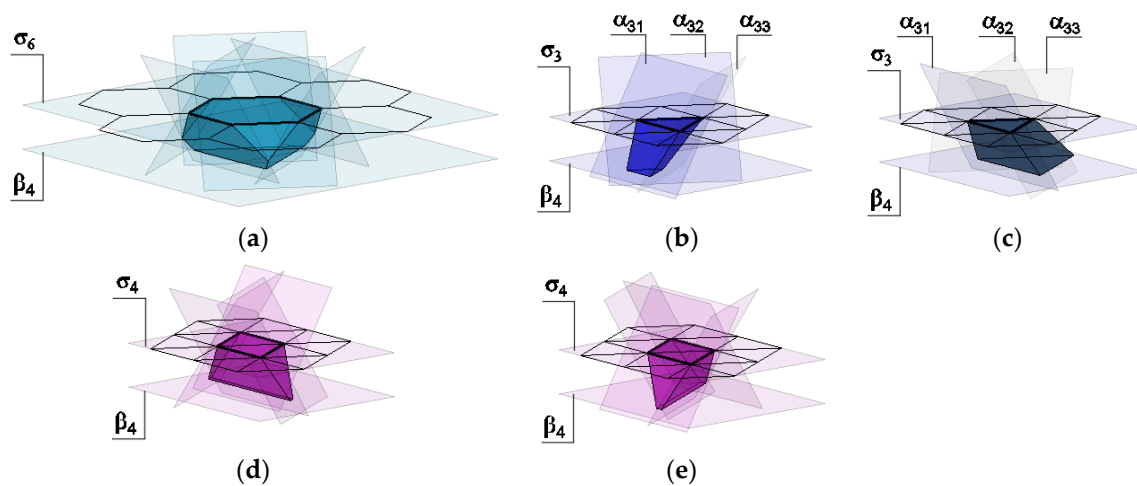 σ₆
β₄
(a)
α₃₁ α₃₂ α₃₃
σ₃
β₄
(b)
α₃₁ α₃₂ α₃₃
σ₃
β₄
(c)
σ₄
β₄
(d)
σ₄
β₄
(e)